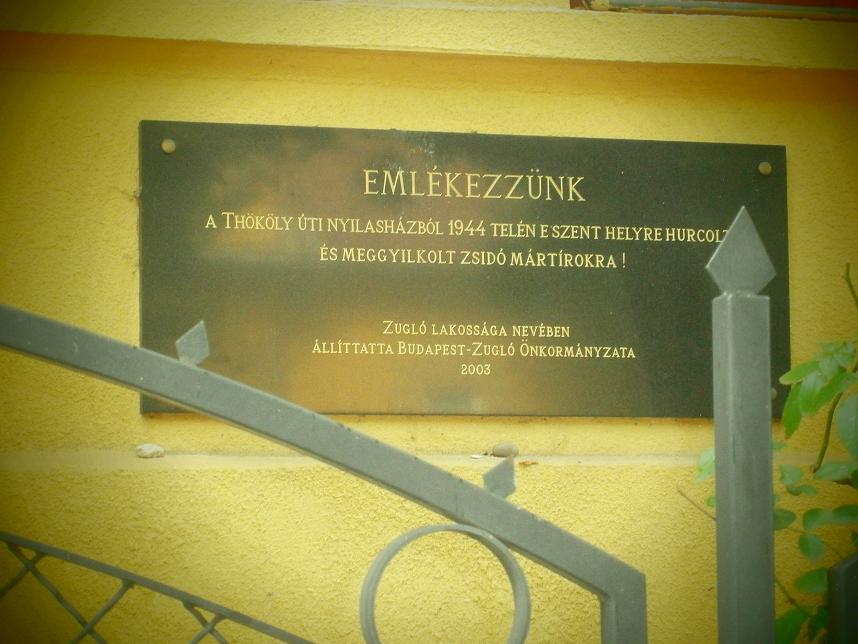 EMLÉKEZZÜNK
A THÖKÖLY ÚTI NYILASHÁZBÓL 1944 TELÉN E SZENT HELYRE HURCOLT
ÉS MEGGYILKOLT ZSIDÓ MÁRTÍROKRA !
ZUGLÓ LAKOSSÁGA NEVÉBEN
ÁLLÍTTATTA BUDAPEST-ZUGLÓ ÖNKORMÁNYZATA
2003